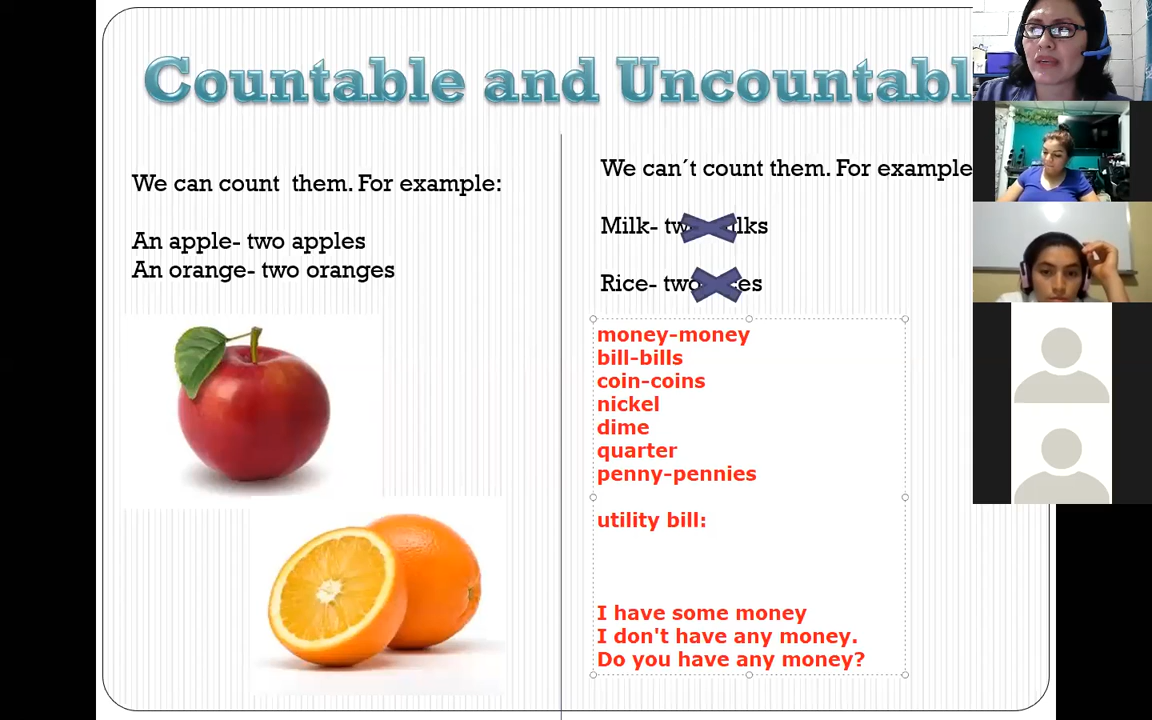 Countable and Uncountabl
We can count them. For example:
An apple- two apples
An orange- two oranges
We can´t count them. For example
Milk- tw lks
Rice- two es
money-money
bill-bills
coin-coins
nickel
dime
quarter
penny-pennies
utility bill:
I have some money
I don't have any money.
Do you have any money?